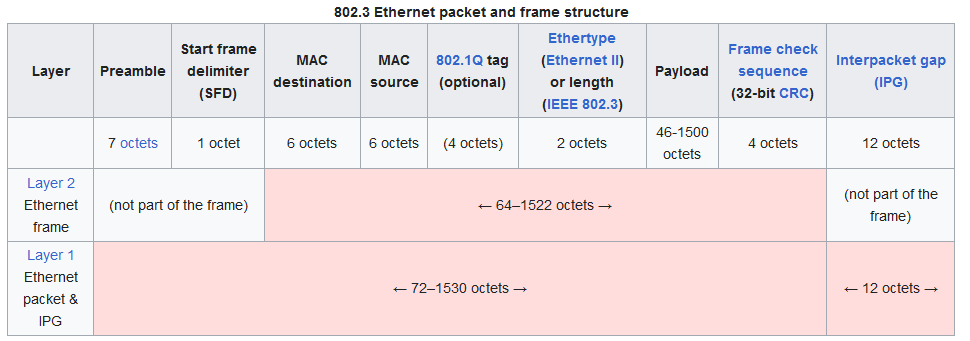 802.3 Ethernet packet and frame structure
Layer
Preamble
Start frame
delimiter
(SFD)
MAC
destination
MAC
source
802.1Q tag
(optional)
Ethertype
(Ethernet II)
or length
(IEEE 802.3)
Payload
Frame check
sequence
(32-bit CRC)
Interpacket gap
(IPG)
7 octets
1 octet
6 octets
6 octets
(4 octets)
2 octets
46-1500
octets
4 octets
12 octets
Layer 2
Ethernet
frame
(not part of the frame)
← 64–1522 octets →
(not part of the
frame)
Layer 1
Ethernet
packet &
IPG
← 72–1530 octets →
← 12 octets →